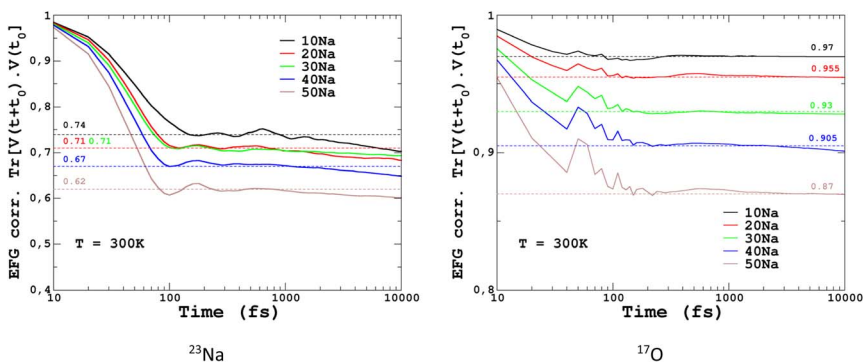 EFG corr. Tr[V(t+t₀).V(t₀)
1
0,9
0,8
0,7
0,6
0,5
0,4
10Na
20Na
30Na
40Na
50Na
0.74
0.71 0.71
0.67
0.62
T = 300K
10 100 1000 10000
Time (fs)
²³Na
EFG corr. Tr[V(t+t₀).V(t₀)
1
0,9
0,8
0.97
0.955
0.93
0.905
0.87
10Na
20Na
30Na
40Na
50Na
T = 300K
10 100 1000 10000
Time (fs)
¹⁷O